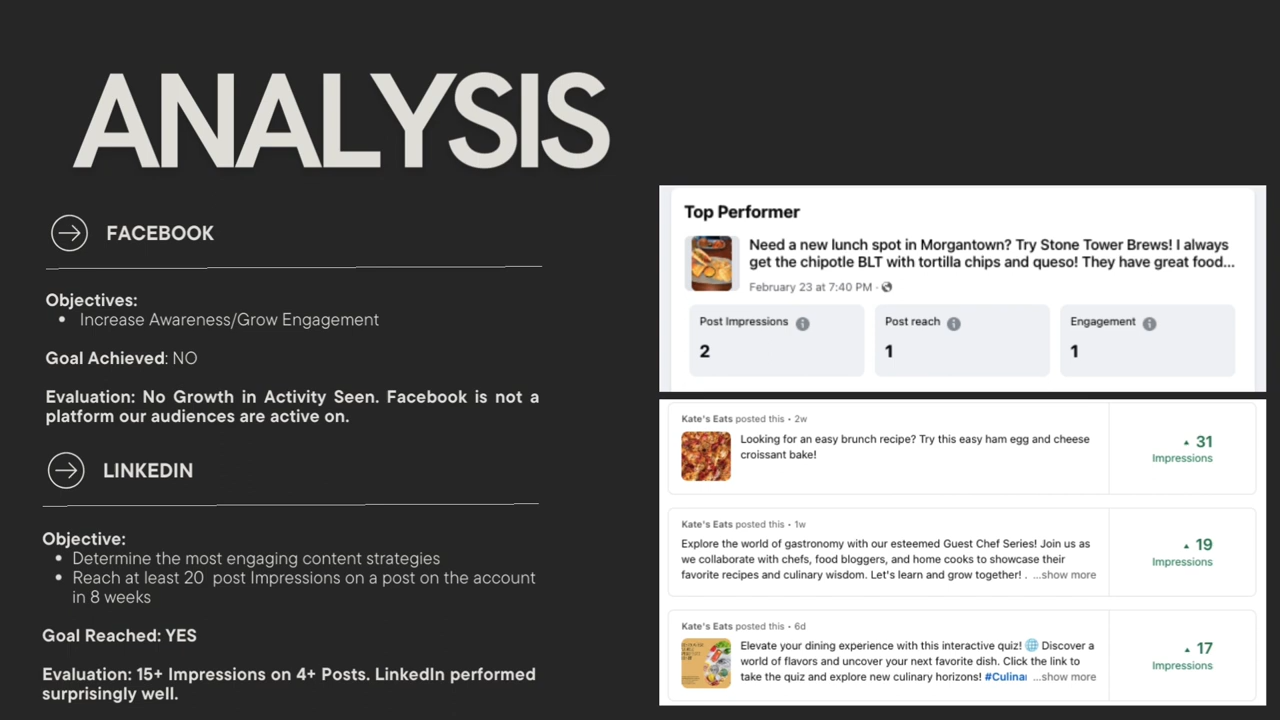 ANALYSIS
FACEBOOK
Objectives:
• Increase Awareness/Grow Engagement
Goal Achieved: NO
Evaluation: No Growth in Activity Seen. Facebook is not a
platform our audiences are active on.
LINKEDIN
Objective:
• Determine the most engaging content strategies
• Reach at least 20 post Impressions on a post on the account
in 8 weeks
Goal Reached: YES
Evaluation: 15+ Impressions on 4+ Posts. LinkedIn performed
surprisingly well.
Top Performer
Need a new lunch spot in Morgantown? Try Stone Tower Brews! I always
get the chipotle BLT with tortilla chips and queso! They have great food...
February 23 at 7:40 PM ·
Post Impressions
2
Post reach
1
Engagement
1
Kate's Eats posted this • 2w
Looking for an easy brunch recipe? Try this easy ham egg and cheese
croissant bake!
31
Impressions
Kate's Eats posted this • 1w
Explore the world of gastronomy with our esteemed Guest Chef Series! Join us as
we collaborate with chefs, food bloggers, and home cooks to showcase their
favorite recipes and culinary wisdom. Let's learn and grow together! . ...show more
19
Impressions
Kate's Eats posted this • 6d
Elevate your dining experience with this interactive quiz! 🌐 Discover a
world of flavors and uncover your next favorite dish. Click the link to
take the quiz and explore new culinary horizons! #Culinar ...show more
17
Impressions